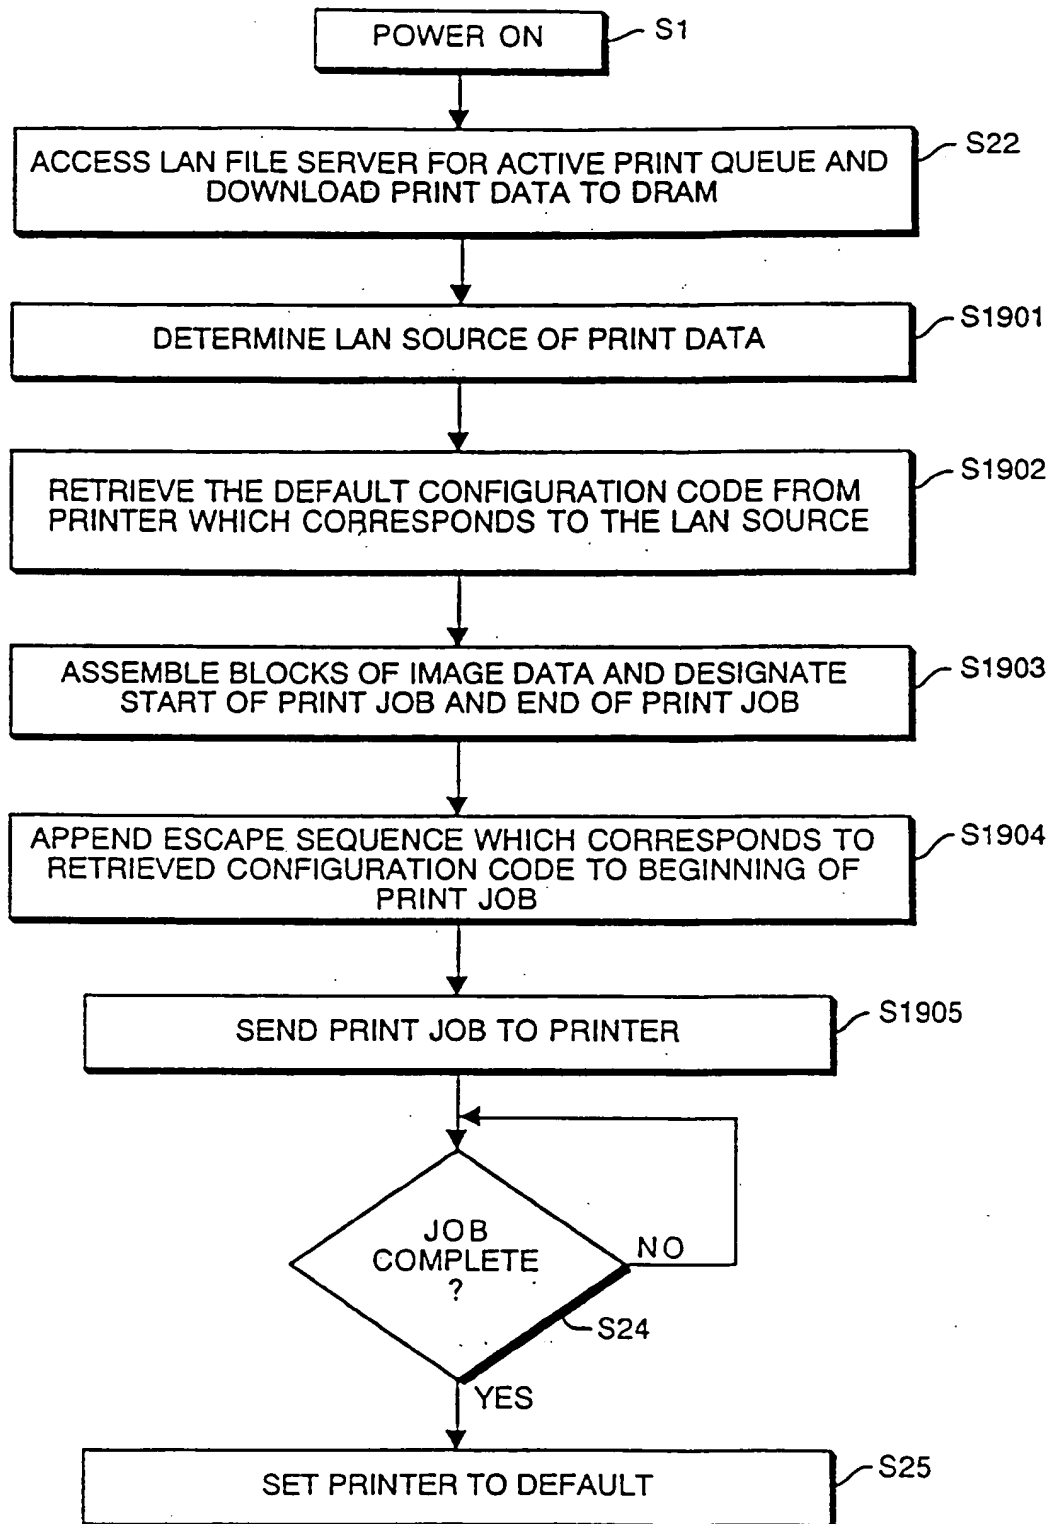 POWER ON
S1
ACCESS LAN FILE SERVER FOR ACTIVE PRINT QUEUE AND
DOWNLOAD PRINT DATA TO DRAM
S22
DETERMINE LAN SOURCE OF PRINT DATA
S1901
RETRIEVE THE DEFAULT CONFIGURATION CODE FROM
PRINTER WHICH CORRESPONDS TO THE LAN SOURCE
S1902
ASSEMBLE BLOCKS OF IMAGE DATA AND DESIGNATE
START OF PRINT JOB AND END OF PRINT JOB
S1903
APPEND ESCAPE SEQUENCE WHICH CORRESPONDS TO
RETRIEVED CONFIGURATION CODE TO BEGINNING OF
PRINT JOB
S1904
SEND PRINT JOB TO PRINTER
S1905
JOB
COMPLETE
?
NO
S24
YES
SET PRINTER TO DEFAULT
S25